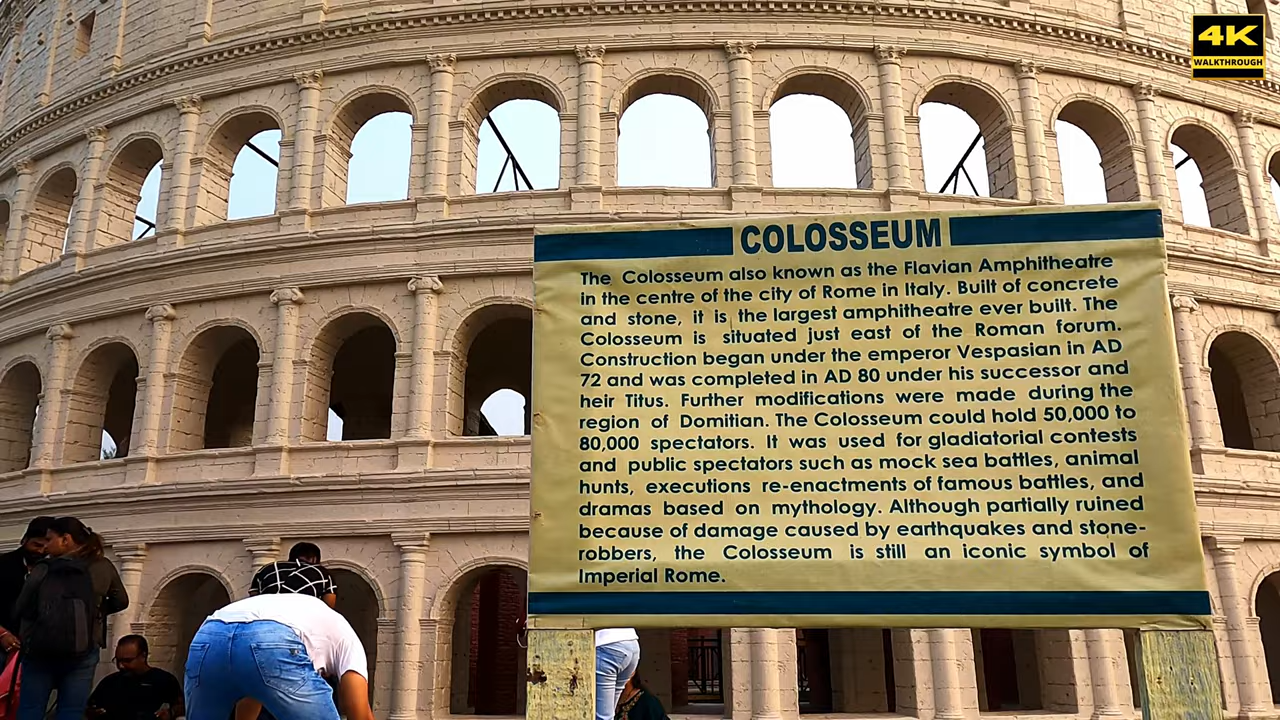 4K
WALKTHROUGH
COLOSSEUM
The Colosseum also known as the Flavian Amphitheatre
in the centre of the city of Rome in Italy. Built of concrete
and stone, it is the largest amphitheatre ever built. The
Colosseum is situated just east of the Roman forum.
Construction began under the emperor Vespasian in AD
72 and was completed in AD 80 under his successor and
heir Titus. Further modifications were made during the
region of Domitian. The Colosseum could hold 50,000 to
80,000 spectators. It was used for gladiatorial contests
and public spectators such as mock sea battles, animal
hunts, executions re-enactments of famous battles, and
dramas based on mythology. Although partially ruined
because of damage caused by earthquakes and stone-
robbers, the Colosseum is still an iconic symbol of
Imperial Rome.